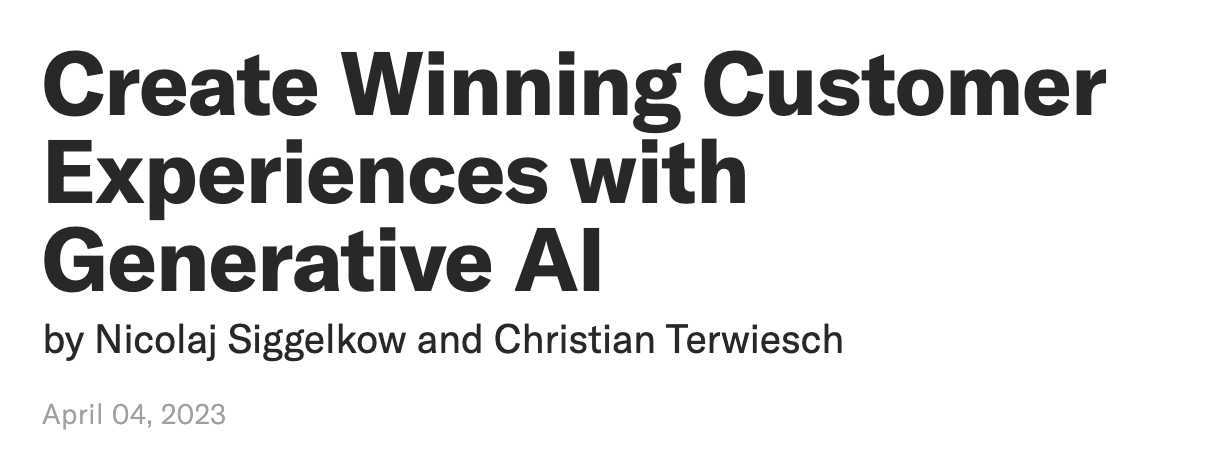 Create Winning Customer
Experiences with
Generative AI
by Nicolaj Siggelkow and Christian Terwiesch
April 04, 2023